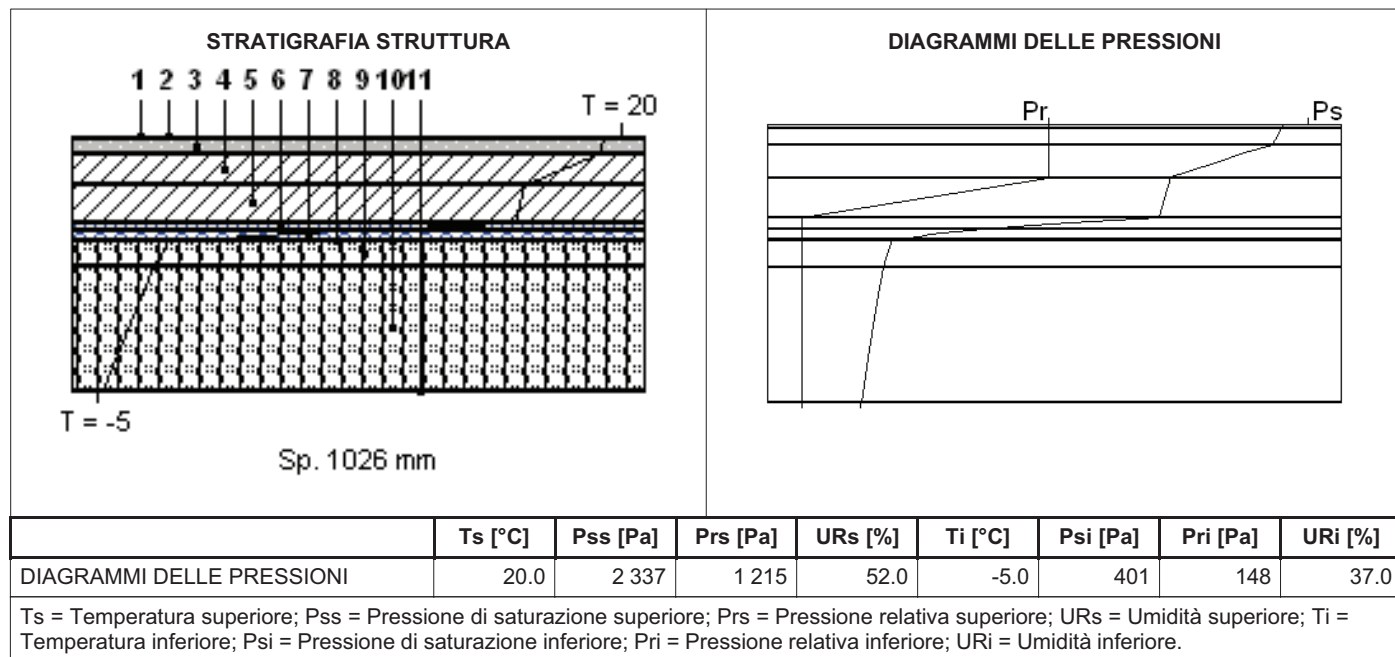 STRATIGRAFIA STRUTTURA
1 2 3 4 5 6 7 8 9 10 11
T = 20
T = -5
Sp. 1026 mm
DIAGRAMMI DELLE PRESSIONI
Pr
Ps
Ts [°C] Pss [Pa] Prs [Pa] URs [%] Ti [°C] Psi [Pa] Pri [Pa] URi [%]
DIAGRAMMI DELLE PRESSIONI 20.0 2 337 1 215 52.0 -5.0 401 148 37.0
Ts = Temperatura superiore; Pss = Pressione di saturazione superiore; Prs = Pressione relativa superiore; URs = Umidità superiore; Ti =
Temperatura inferiore; Psi = Pressione di saturazione inferiore; Pri = Pressione relativa inferiore; URi = Umidità inferiore.